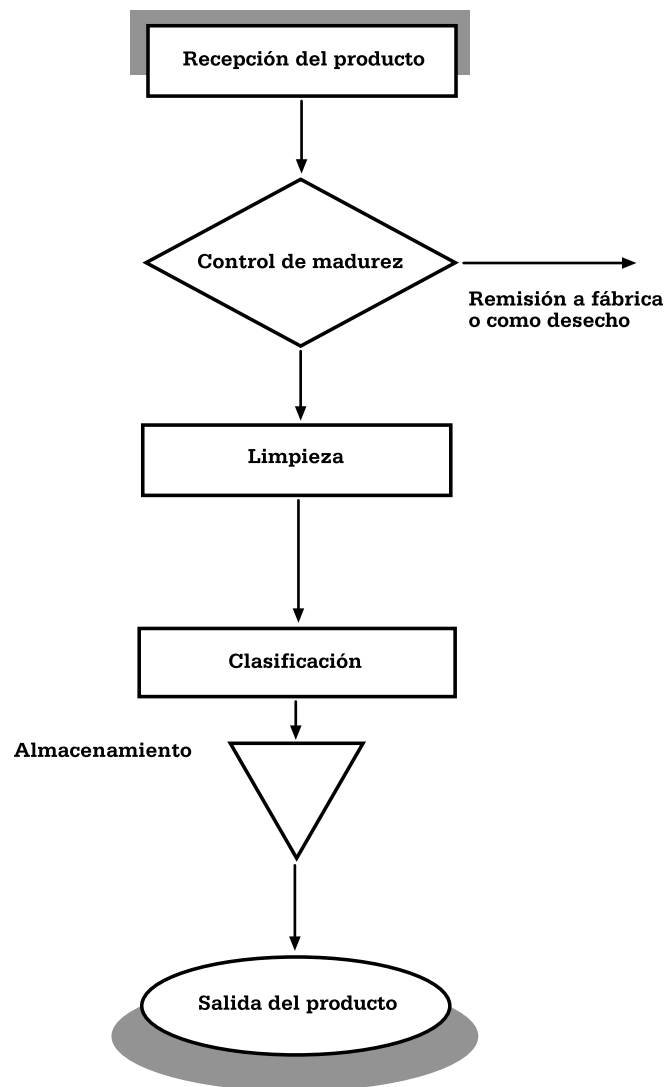 Recepción del producto
Control de madurez
Remisión a fábrica
o como desecho
Limpieza
Clasificación
Almacenamiento
Salida del producto